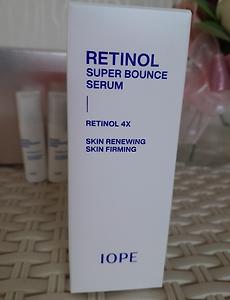 RETINOL
SUPER BOUNCE
SERUM
RETINOL 4X
SKIN RENEWING
SKIN FIRMING
IOPE